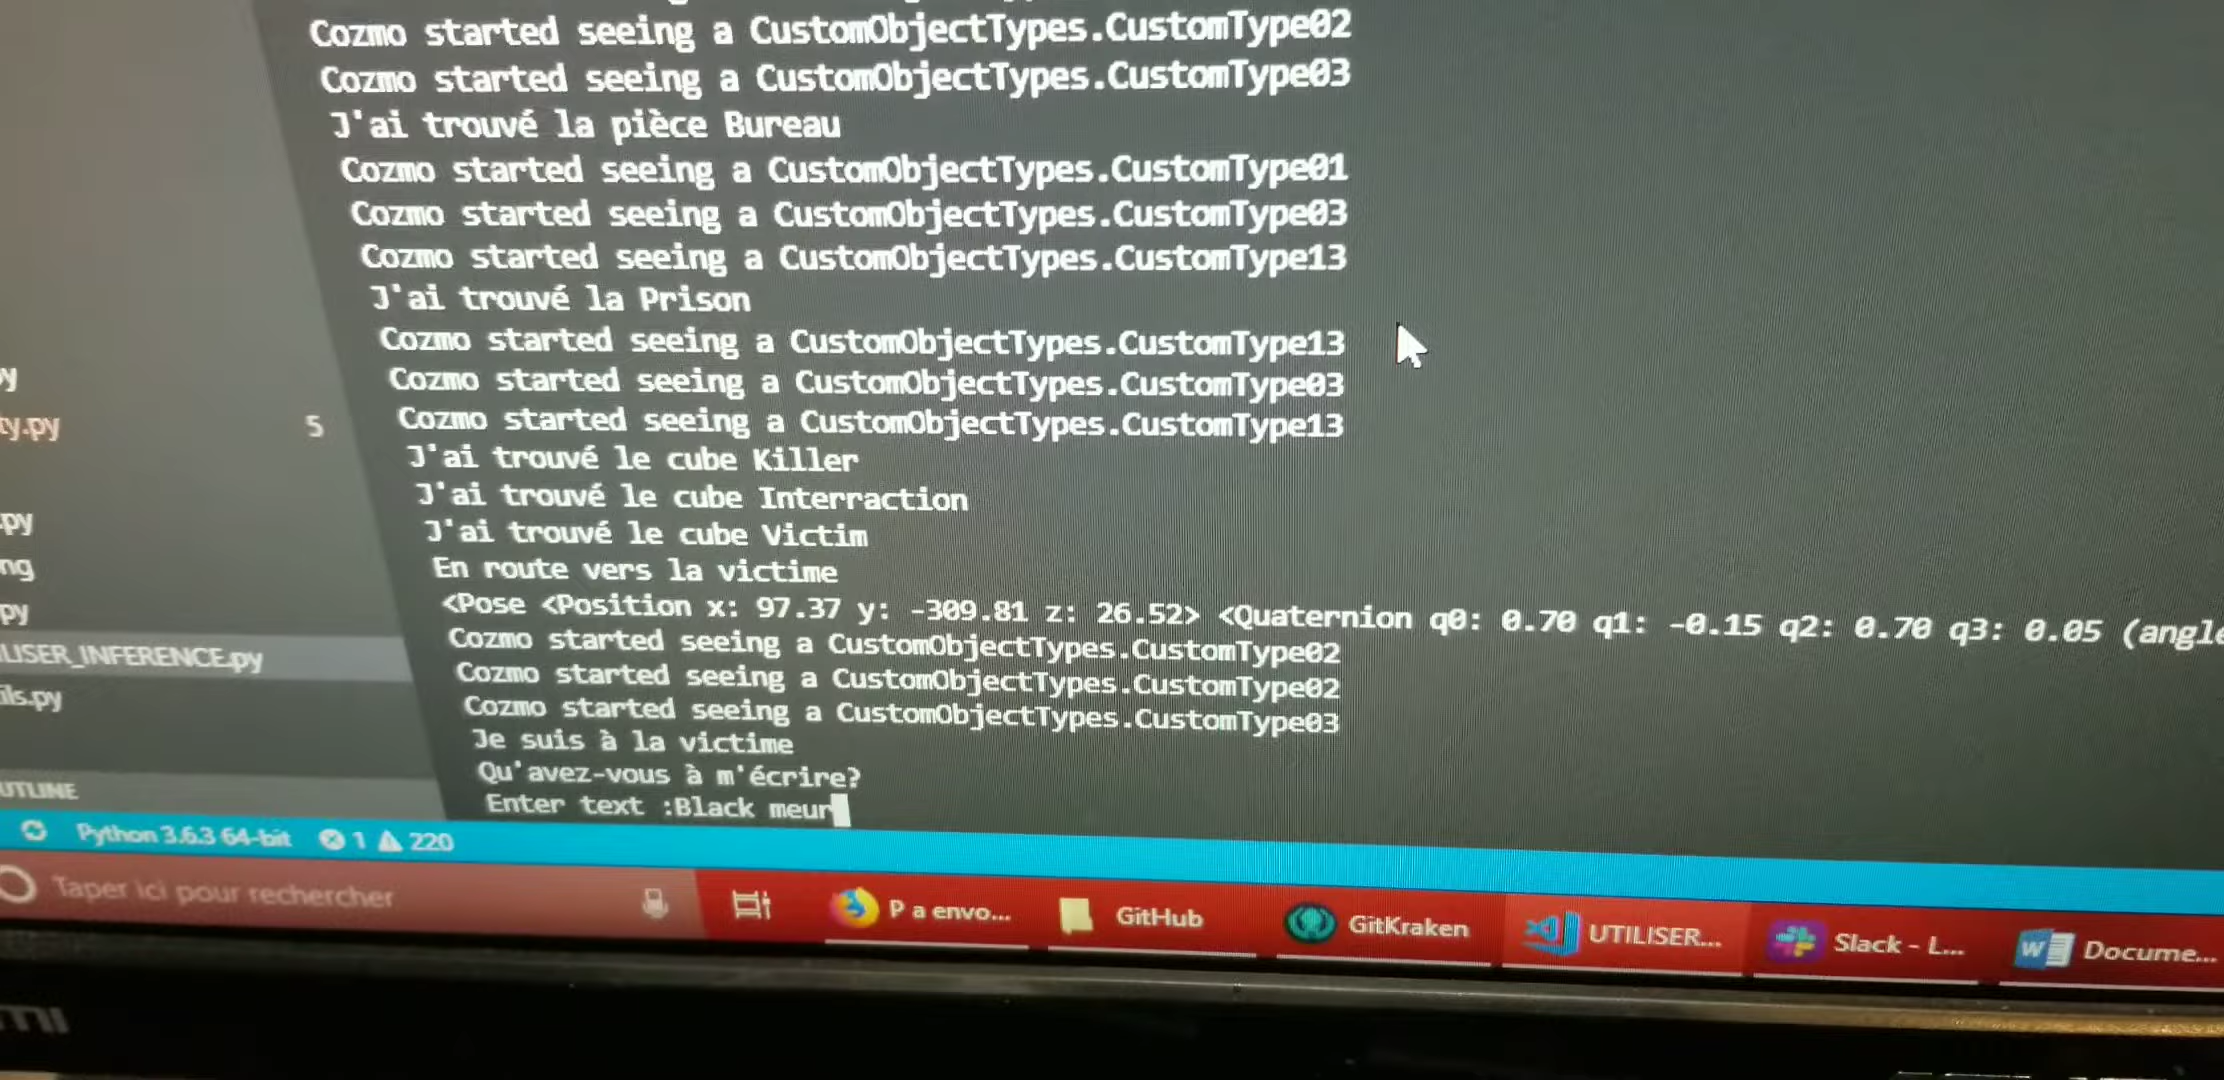 Cozmo started seeing a CustomObjectTypes.CustomType02
Cozmo started seeing a CustomObjectTypes.CustomType03
J'ai trouvé la pièce Bureau
Cozmo started seeing a CustomObjectTypes.CustomType01
Cozmo started seeing a CustomObjectTypes.CustomType03
Cozmo started seeing a CustomObjectTypes.CustomType13
J'ai trouvé la Prison
Cozmo started seeing a CustomObjectTypes.CustomType13
Cozmo started seeing a CustomObjectTypes.CustomType03
Cozmo started seeing a CustomObjectTypes.CustomType13
J'ai trouvé le cube Killer
J'ai trouvé le cube Interraction
J'ai trouvé le cube Victim
En route vers la victime
<Pose <Position x: 97.37 y: -309.81 z: 26.52> <Quaternion q0: 0.70 q1: -0.15 q2: 0.70 q3: 0.05 (angle
Cozmo started seeing a CustomObjectTypes.CustomType02
Cozmo started seeing a CustomObjectTypes.CustomType02
Cozmo started seeing a CustomObjectTypes.CustomType03
Je suis à la victime
Qu'avez-vous à m'écrire?
Enter text :Black meur
py
ty.py 5
.py
ng
py
LISER_INFERENCE.py
ils.py
UTLINE
Python 3.6.3 64-bit 1 220
Taper ici pour rechercher
P a envo...
GitHub
GitKraken
UTILISER...
Slack - L...
Docume...